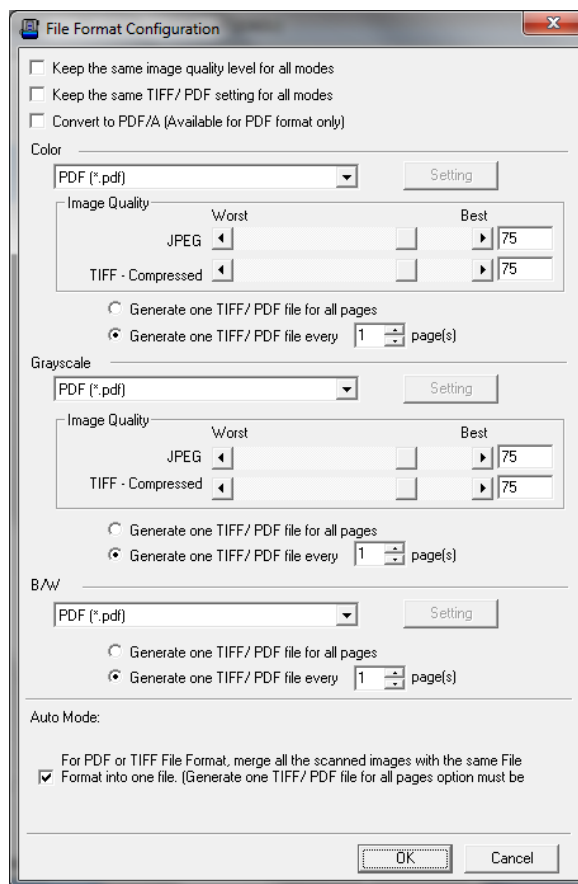 File Format Configuration
Keep the same image quality level for all modes
Keep the same TIFF/ PDF setting for all modes
Convert to PDF/A (Available for PDF format only)
Color
PDF (*.pdf) Setting
Image Quality
Worst Best
JPEG 75
TIFF - Compressed 75
Generate one TIFF/ PDF file for all pages
Generate one TIFF/ PDF file every 1 page(s)
Grayscale
PDF (*.pdf) Setting
Image Quality
Worst Best
JPEG 75
TIFF - Compressed 75
Generate one TIFF/ PDF file for all pages
Generate one TIFF/ PDF file every 1 page(s)
B/W
PDF (*.pdf) Setting
Generate one TIFF/ PDF file for all pages
Generate one TIFF/ PDF file every 1 page(s)
Auto Mode:
For PDF or TIFF File Format, merge all the scanned images with the same File
Format into one file. (Generate one TIFF/ PDF file for all pages option must be
OK Cancel